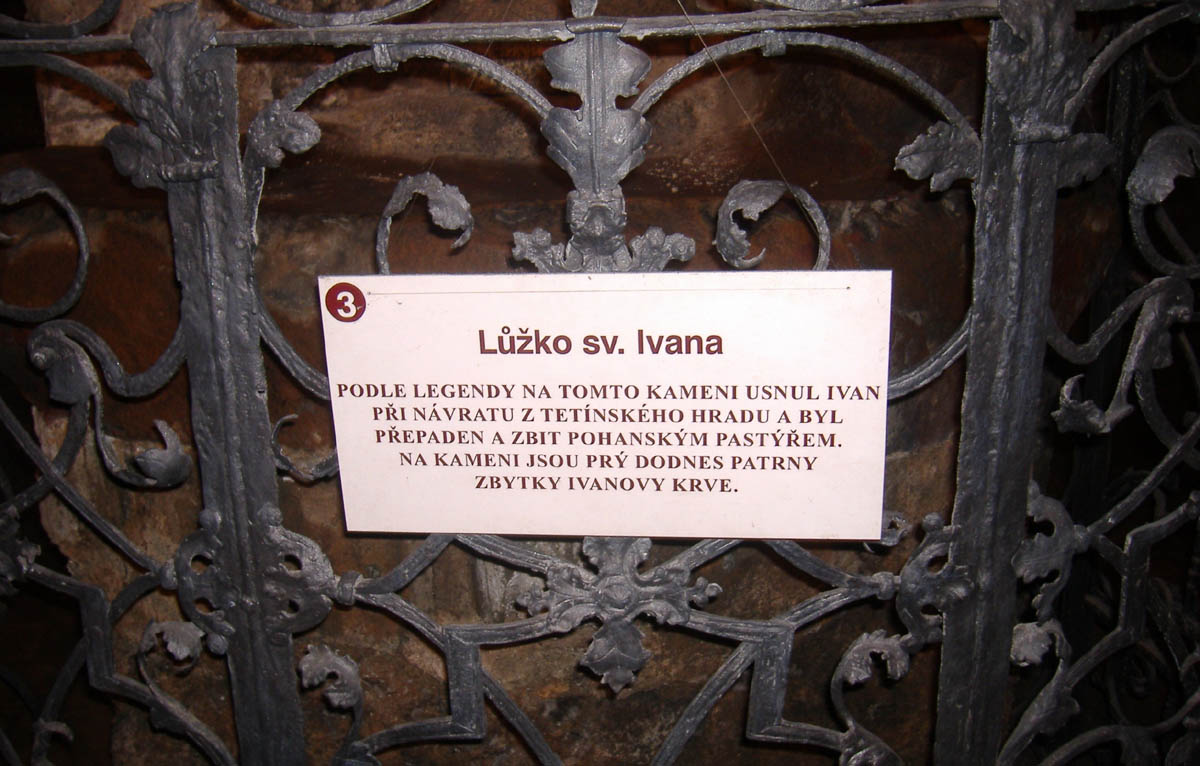 3
Lůžko sv. Ivana
PODLE LEGENDY NA TOMTO KAMENI USNUL IVAN
PŘI NÁVRATU Z TETÍNSKÉHO HRADU A BYL
PŘEPADEN A ZBIT POHANSKÝM PASTÝŘEM.
NA KAMENI JSOU PRÝ DODNES PATRNY
ZBYTKY IVANOVY KRVE.